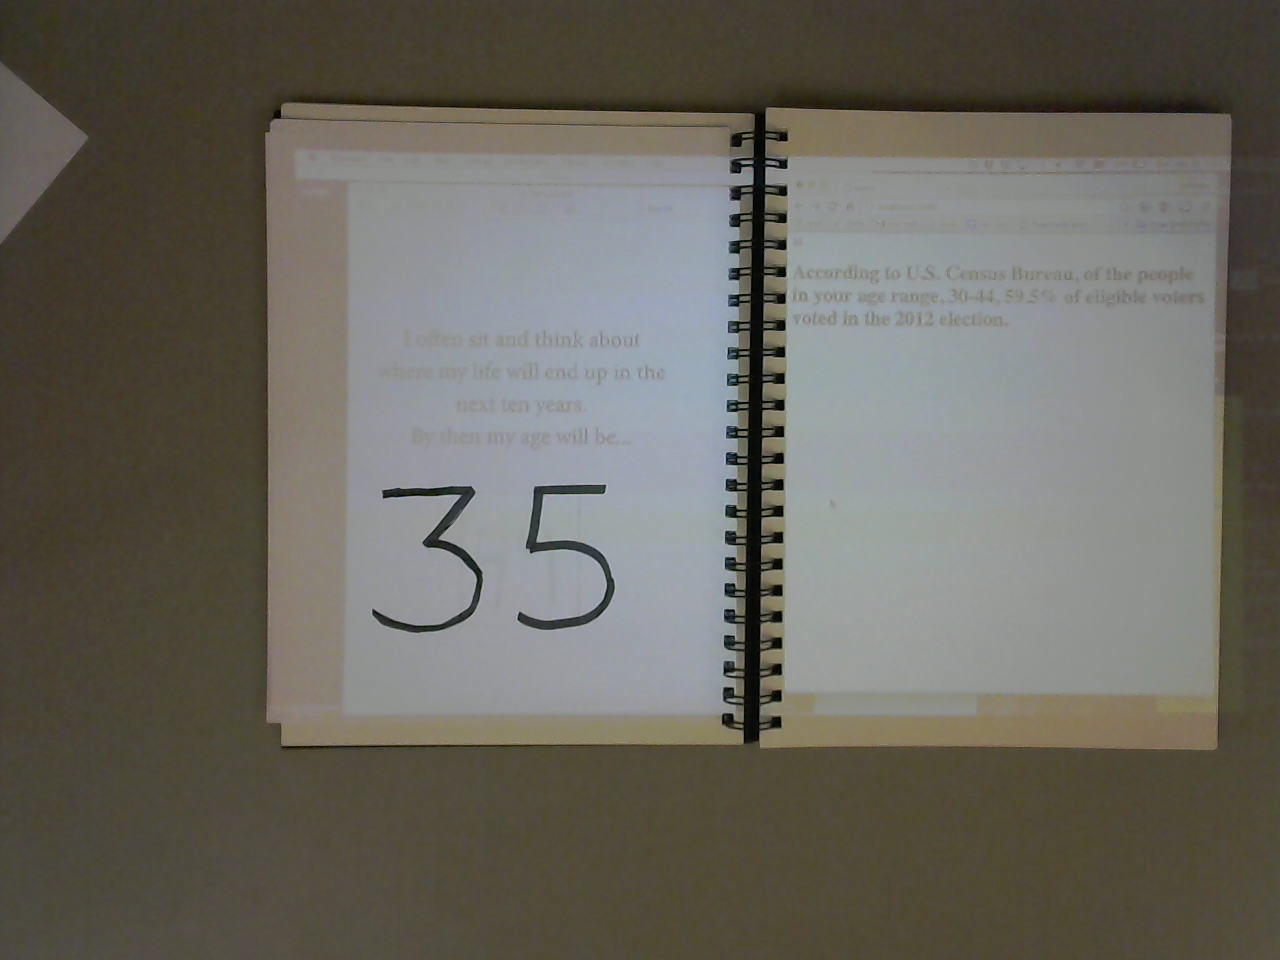 I often sit and think about
where my life will end up in the
next ten years.
By then my age will be...
35
According to U.S. Census Bureau, of the people
in your age range, 30-44, 59.5% of eligible voters
voted in the 2012 election.